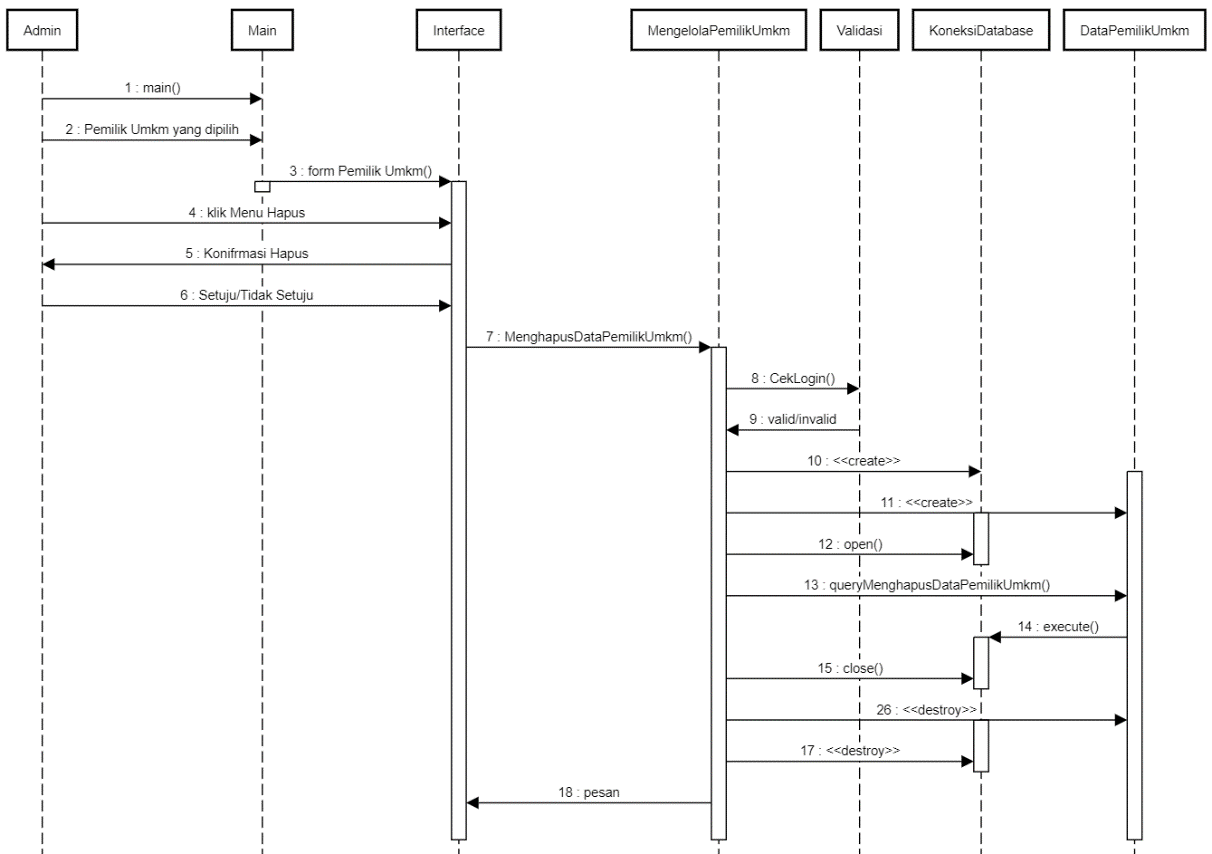 Admin
Main
Interface
MengelolaPemilikUmkm
Validasi
KoneksiDatabase
DataPemilikUmkm
1 : main()
2 : Pemilik Umkm yang dipilih
3 : form Pemilik Umkm()
4 : klik Menu Hapus
5 : Konifrmasi Hapus
6 : Setuju/Tidak Setuju
7 : MenghapusDataPemilikUmkm()
8 : CekLogin()
9 : valid/invalid
10 : <<create>>
11 : <<create>>
12 : open()
13 : queryMenghapusDataPemilikUmkm()
14 : execute()
15 : close()
26 : <<destroy>>
17 : <<destroy>>
18 : pesan